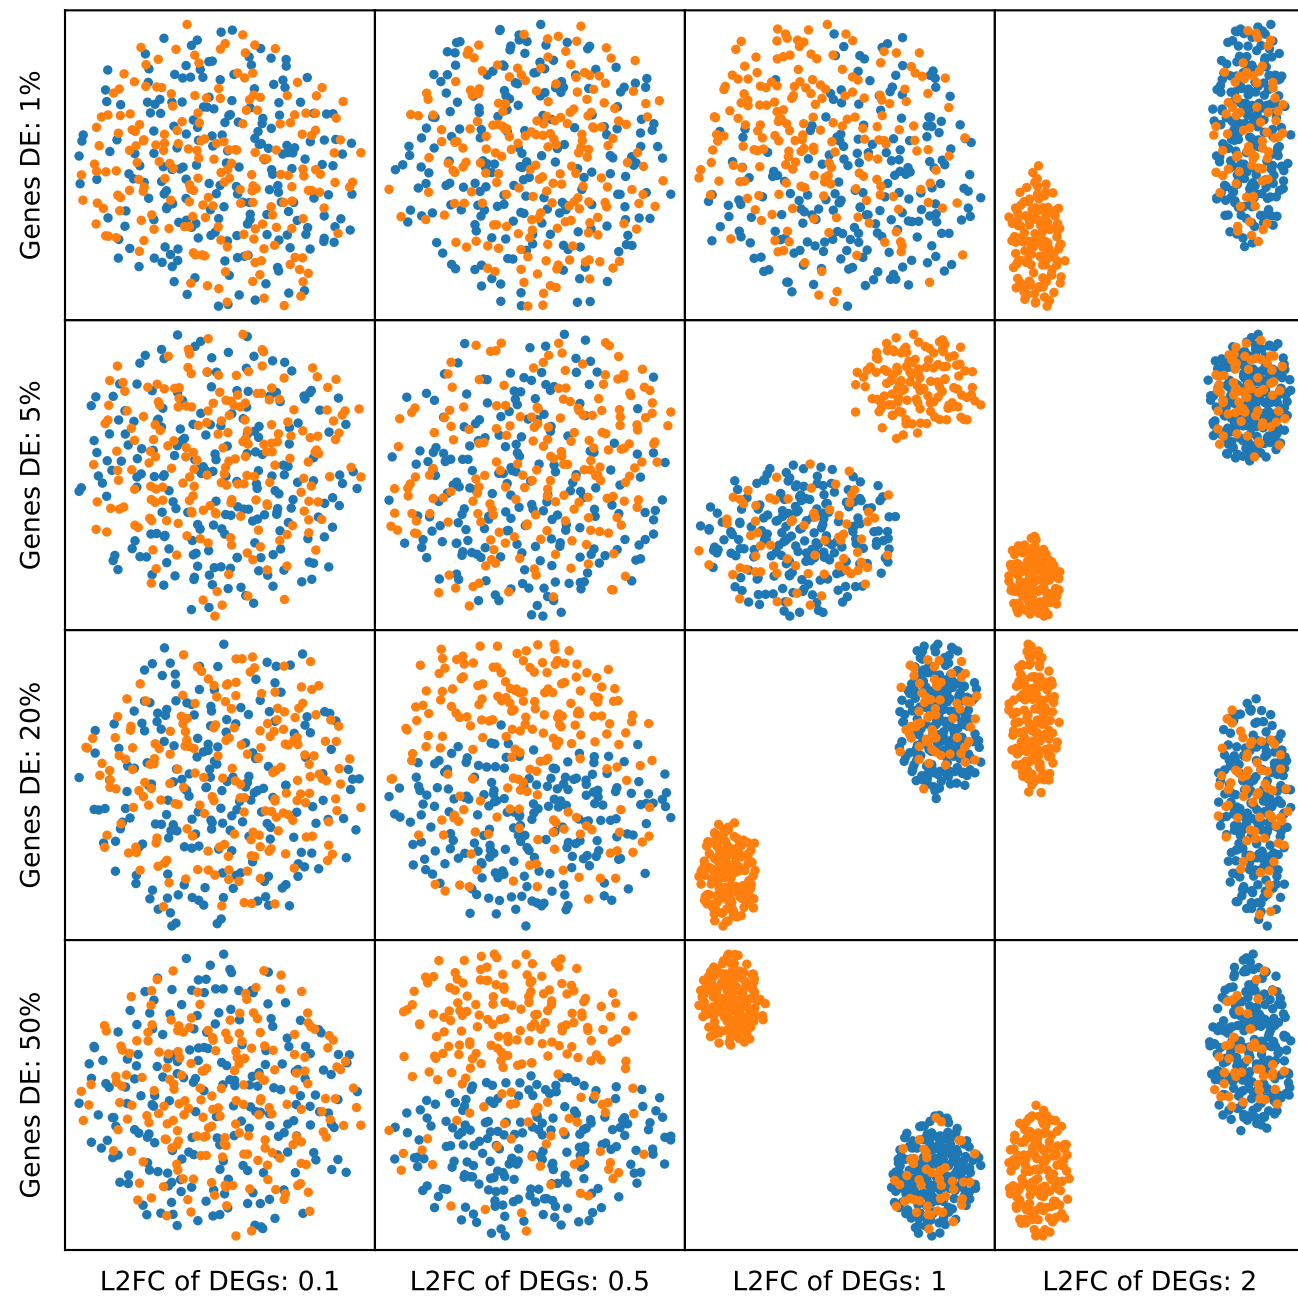 Genes DE: 1%
Genes DE: 5%
Genes DE: 20%
Genes DE: 50%
L2FC of DEGs: 0.1
L2FC of DEGs: 0.5
L2FC of DEGs: 1
L2FC of DEGs: 2